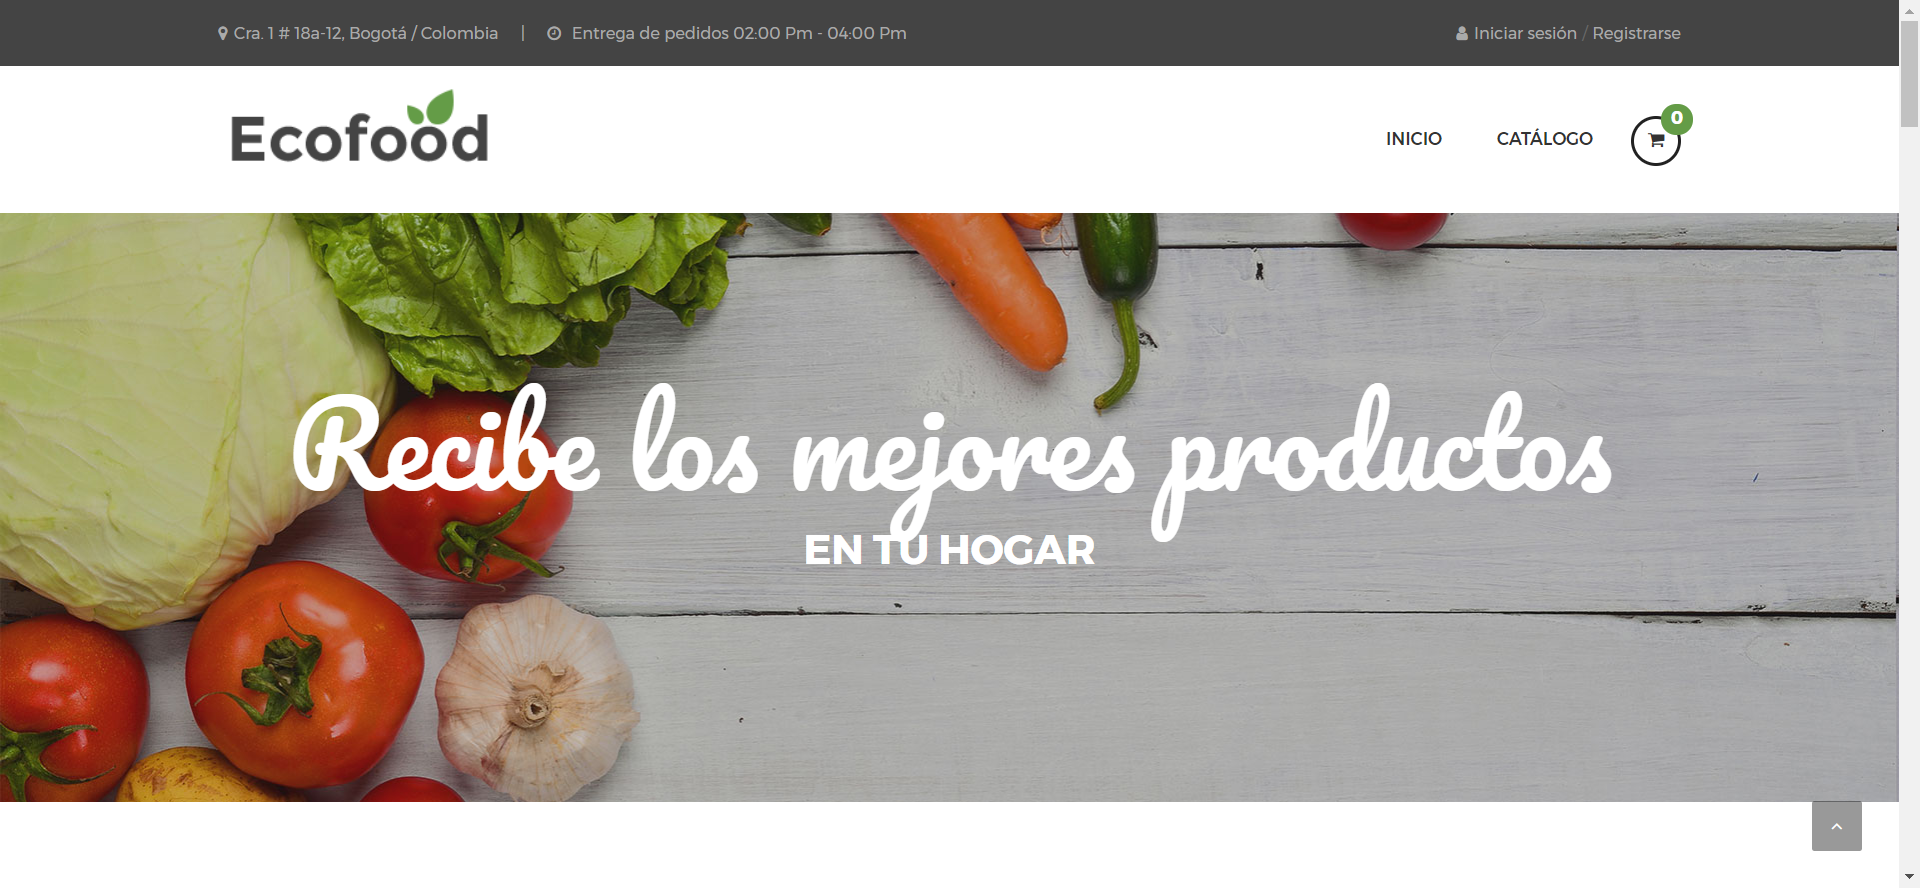 Cra. 1 # 18a-12, Bogotá / Colombia | Entrega de pedidos 02:00 Pm - 04:00 Pm
Iniciar sesión / Registrarse
Ecofood
INICIO
CATÁLOGO
0
Recibe los mejores productos
EN TU HOGAR